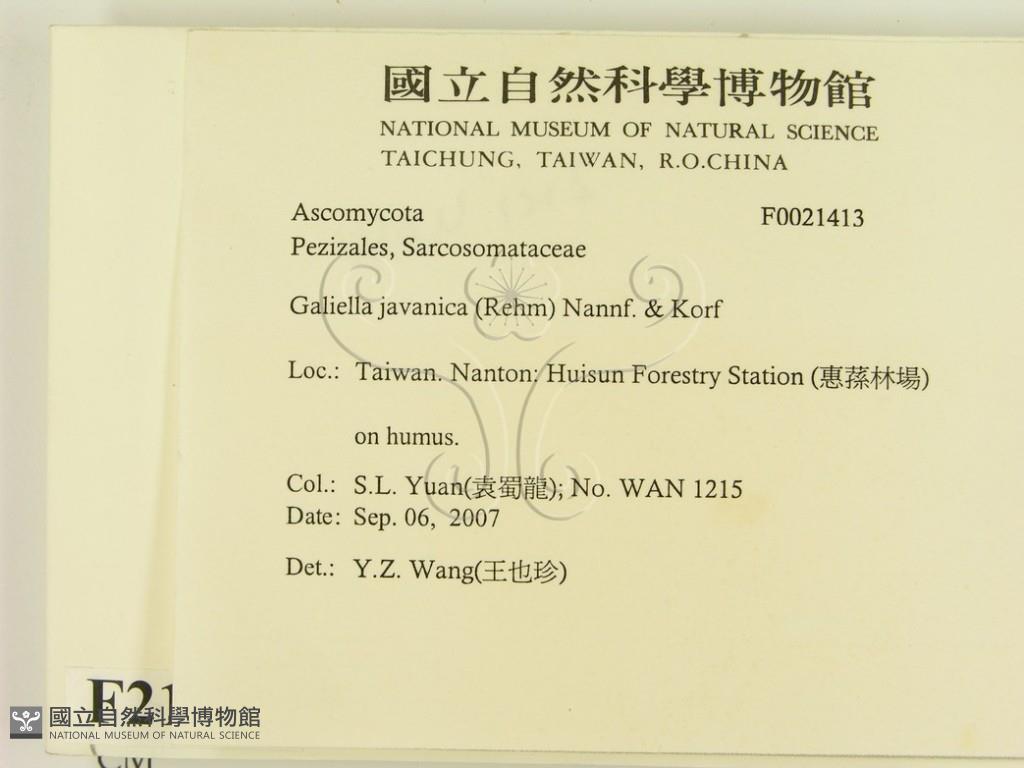 國立自然科學博物館
NATIONAL MUSEUM OF NATURAL SCIENCE
TAICHUNG, TAIWAN, R.O.CHINA
Ascomycota F0021413
Pezizales, Sarcosomataceae
Galiella javanica (Rehm) Nannf. & Korf
Loc.: Taiwan. Nanton: Huisun Forestry Station (惠蓀林場)
on humus.
Col.: S.L. Yuan(袁蜀龍); No. WAN 1215
Date: Sep. 06, 2007
Det.: Y.Z. Wang(王也珍)
F21
國立自然科學博物館
NATIONAL MUSEUM OF NATURAL SCIENCE